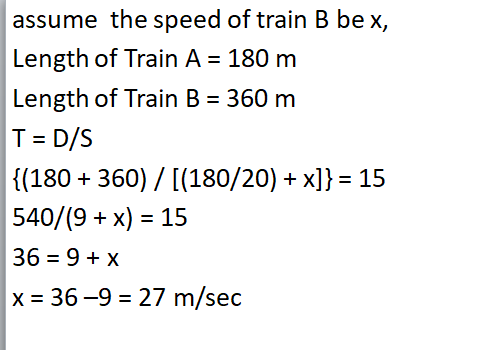 assume  the speed of train B be x,
Length of Train A = 180 m
Length of Train B = 360 m
T = D/S
{(180 + 360) / [(180/20) + x]} = 15
540/(9 + x) = 15
36 = 9 + x
x = 36 –9 = 27 m/sec